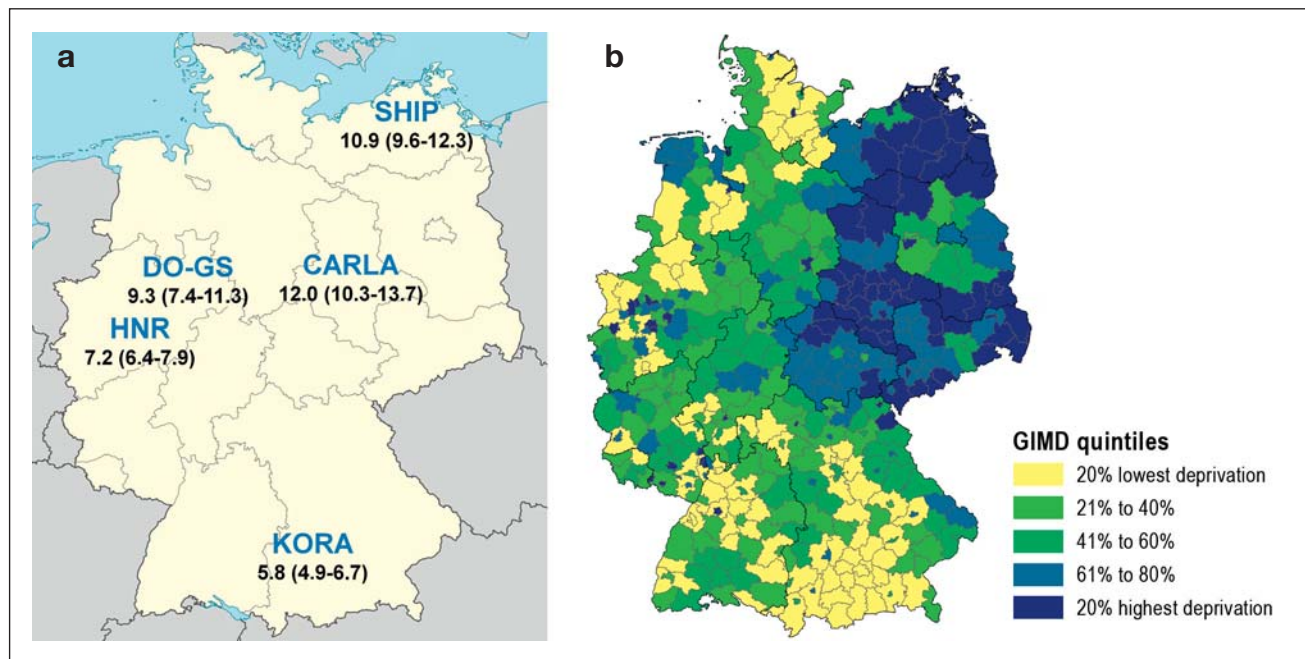 a
SHIP
10.9 (9.6-12.3)
DO-GS
9.3 (7.4-11.3)
CARLA
12.0 (10.3-13.7)
HNR
7.2 (6.4-7.9)
KORA
5.8 (4.9-6.7)
b
GIMD quintiles
20% lowest deprivation
21% to 40%
41% to 60%
61% to 80%
20% highest deprivation